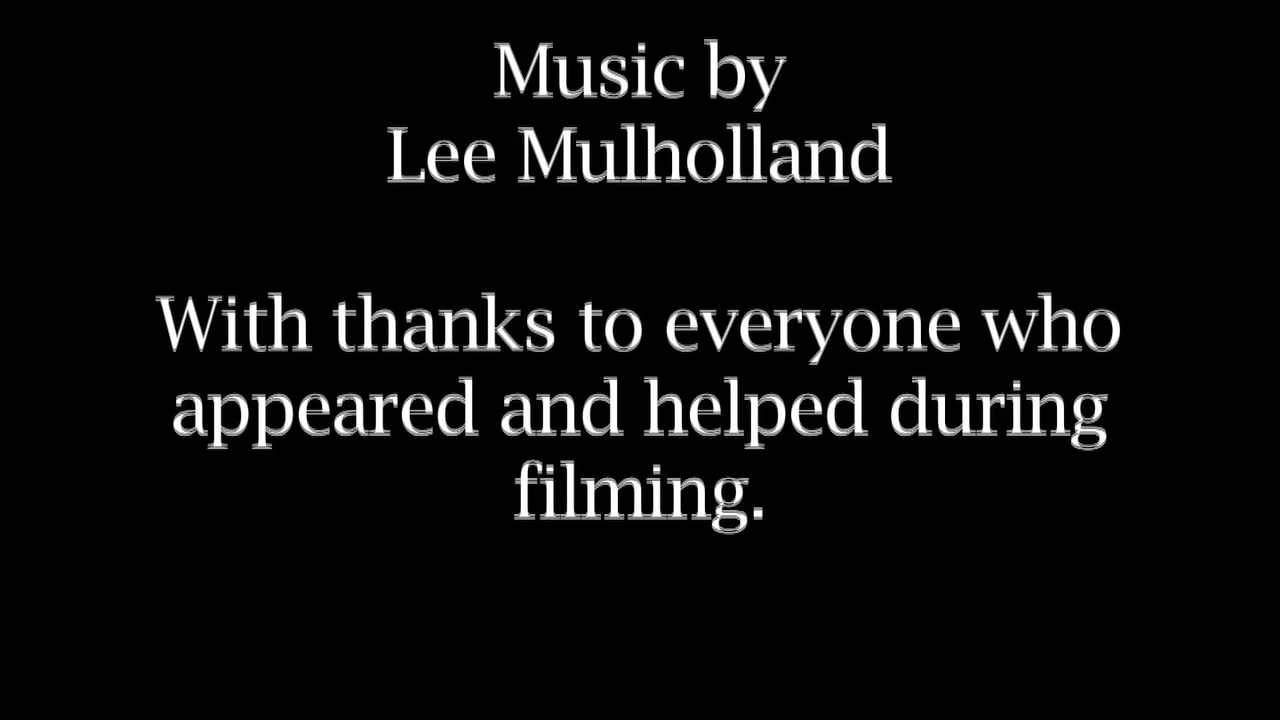 Music by
Lee Mulholland
With thanks to everyone who
appeared and helped during
filming.